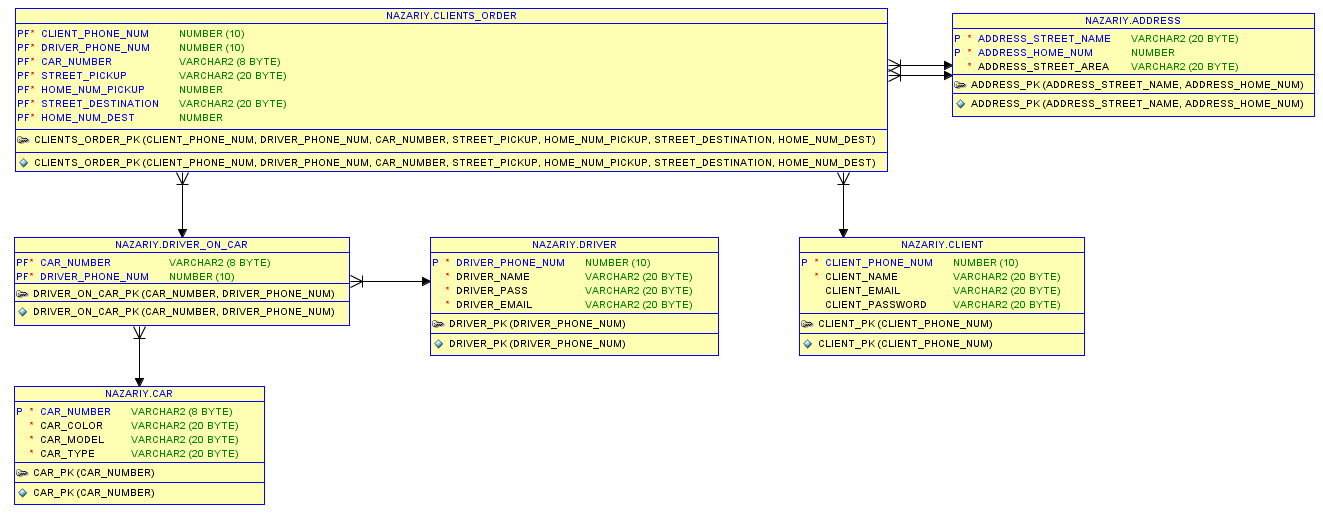 NAZARIY.CLIENTS_ORDER
PF* CLIENT_PHONE_NUM NUMBER (10)
PF* DRIVER_PHONE_NUM NUMBER (10)
PF* CAR_NUMBER VARCHAR2 (8 BYTE)
PF* STREET_PICKUP VARCHAR2 (20 BYTE)
PF* HOME_NUM_PICKUP NUMBER
PF* STREET_DESTINATION VARCHAR2 (20 BYTE)
PF* HOME_NUM_DEST NUMBER
CLIENTS_ORDER_PK (CLIENT_PHONE_NUM, DRIVER_PHONE_NUM, CAR_NUMBER, STREET_PICKUP, HOME_NUM_PICKUP, STREET_DESTINATION, HOME_NUM_DEST)
CLIENTS_ORDER_PK (CLIENT_PHONE_NUM, DRIVER_PHONE_NUM, CAR_NUMBER, STREET_PICKUP, HOME_NUM_PICKUP, STREET_DESTINATION, HOME_NUM_DEST)
NAZARIY.ADDRESS
P * ADDRESS_STREET_NAME VARCHAR2 (20 BYTE)
P * ADDRESS_HOME_NUM NUMBER
* ADDRESS_STREET_AREA VARCHAR2 (20 BYTE)
ADDRESS_PK (ADDRESS_STREET_NAME, ADDRESS_HOME_NUM)
ADDRESS_PK (ADDRESS_STREET_NAME, ADDRESS_HOME_NUM)
NAZARIY.DRIVER_ON_CAR
PF* CAR_NUMBER VARCHAR2 (8 BYTE)
PF* DRIVER_PHONE_NUM NUMBER (10)
DRIVER_ON_CAR_PK (CAR_NUMBER, DRIVER_PHONE_NUM)
DRIVER_ON_CAR_PK (CAR_NUMBER, DRIVER_PHONE_NUM)
NAZARIY.DRIVER
P * DRIVER_PHONE_NUM NUMBER (10)
* DRIVER_NAME VARCHAR2 (20 BYTE)
* DRIVER_PASS VARCHAR2 (20 BYTE)
* DRIVER_EMAIL VARCHAR2 (20 BYTE)
DRIVER_PK (DRIVER_PHONE_NUM)
DRIVER_PK (DRIVER_PHONE_NUM)
NAZARIY.CLIENT
P * CLIENT_PHONE_NUM NUMBER (10)
* CLIENT_NAME VARCHAR2 (20 BYTE)
CLIENT_EMAIL VARCHAR2 (20 BYTE)
CLIENT_PASSWORD VARCHAR2 (20 BYTE)
CLIENT_PK (CLIENT_PHONE_NUM)
CLIENT_PK (CLIENT_PHONE_NUM)
NAZARIY.CAR
P * CAR_NUMBER VARCHAR2 (8 BYTE)
* CAR_COLOR VARCHAR2 (20 BYTE)
* CAR_MODEL VARCHAR2 (20 BYTE)
* CAR_TYPE VARCHAR2 (20 BYTE)
CAR_PK (CAR_NUMBER)
CAR_PK (CAR_NUMBER)